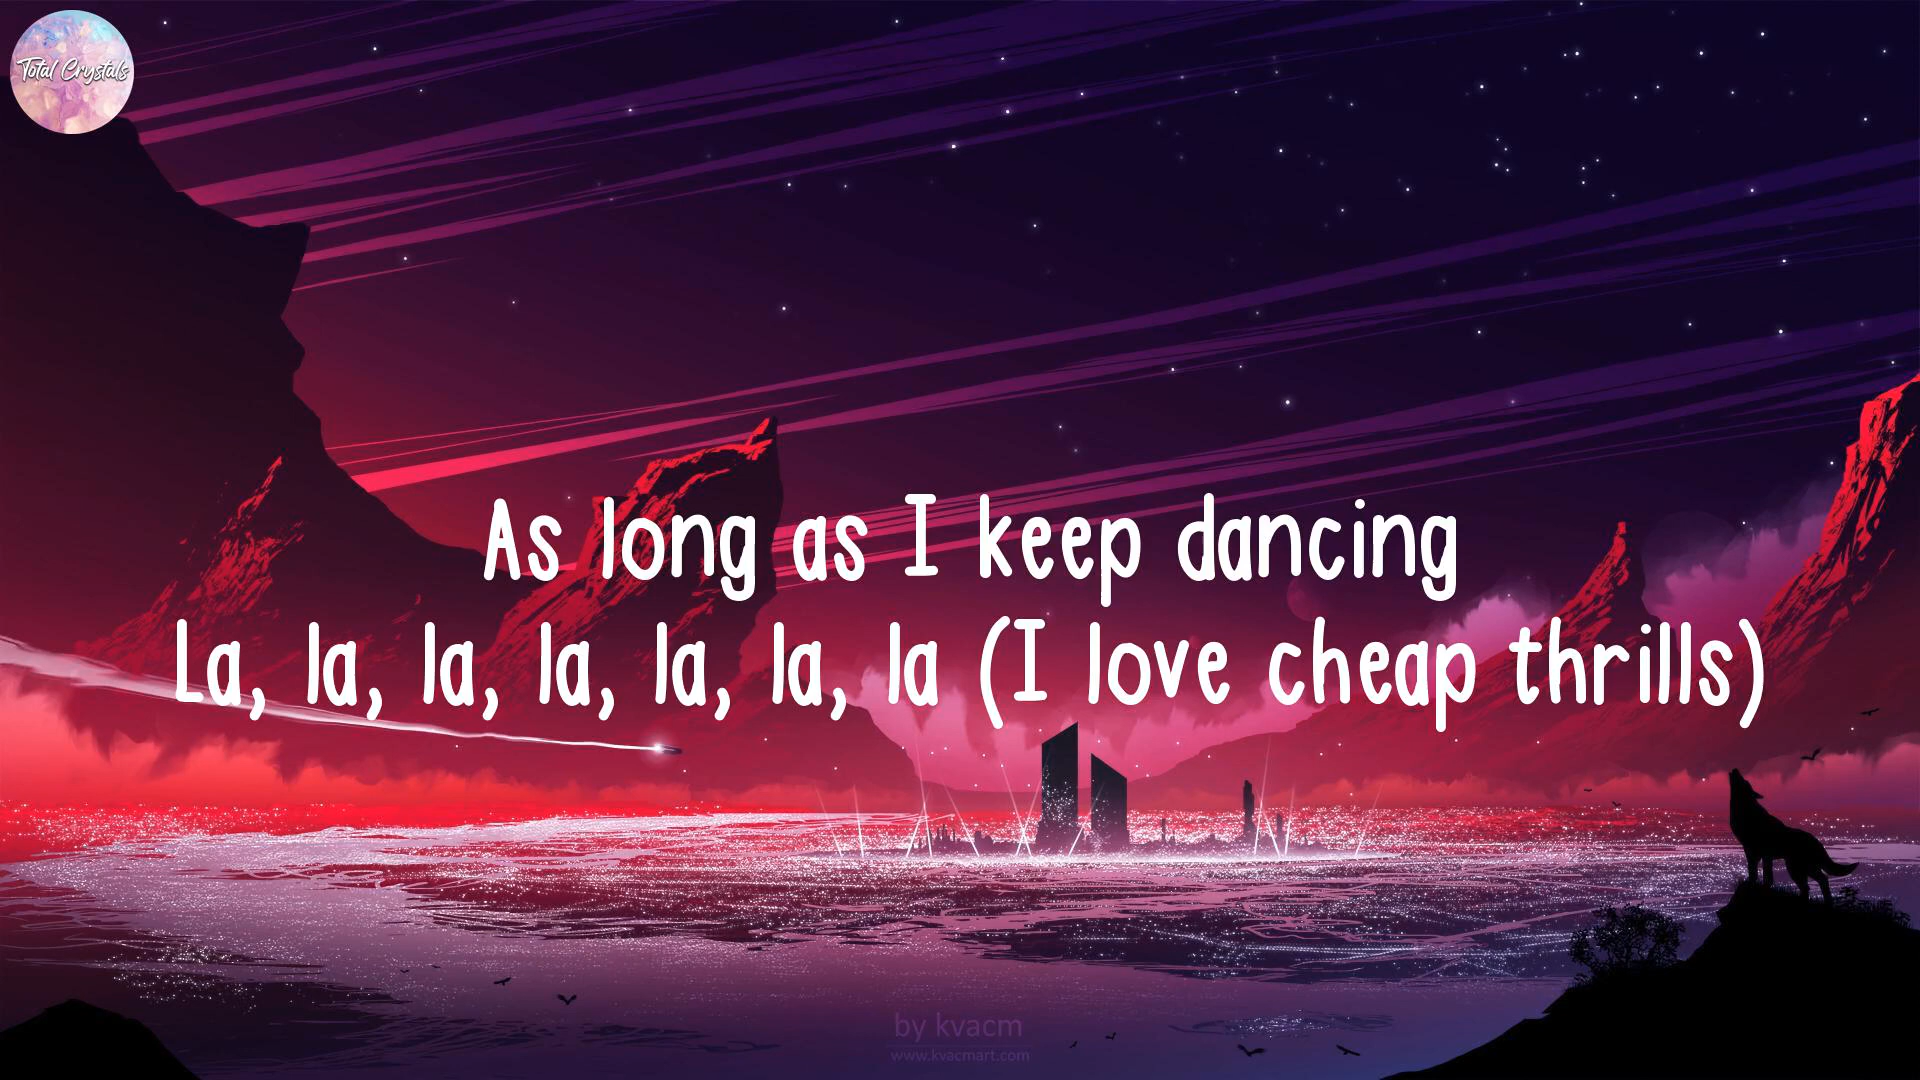 Total Crystals
As long as I keep dancing
La, la, la, la, la, la, la (I love cheap thrills)
by kvacm
www.kvacmart.com